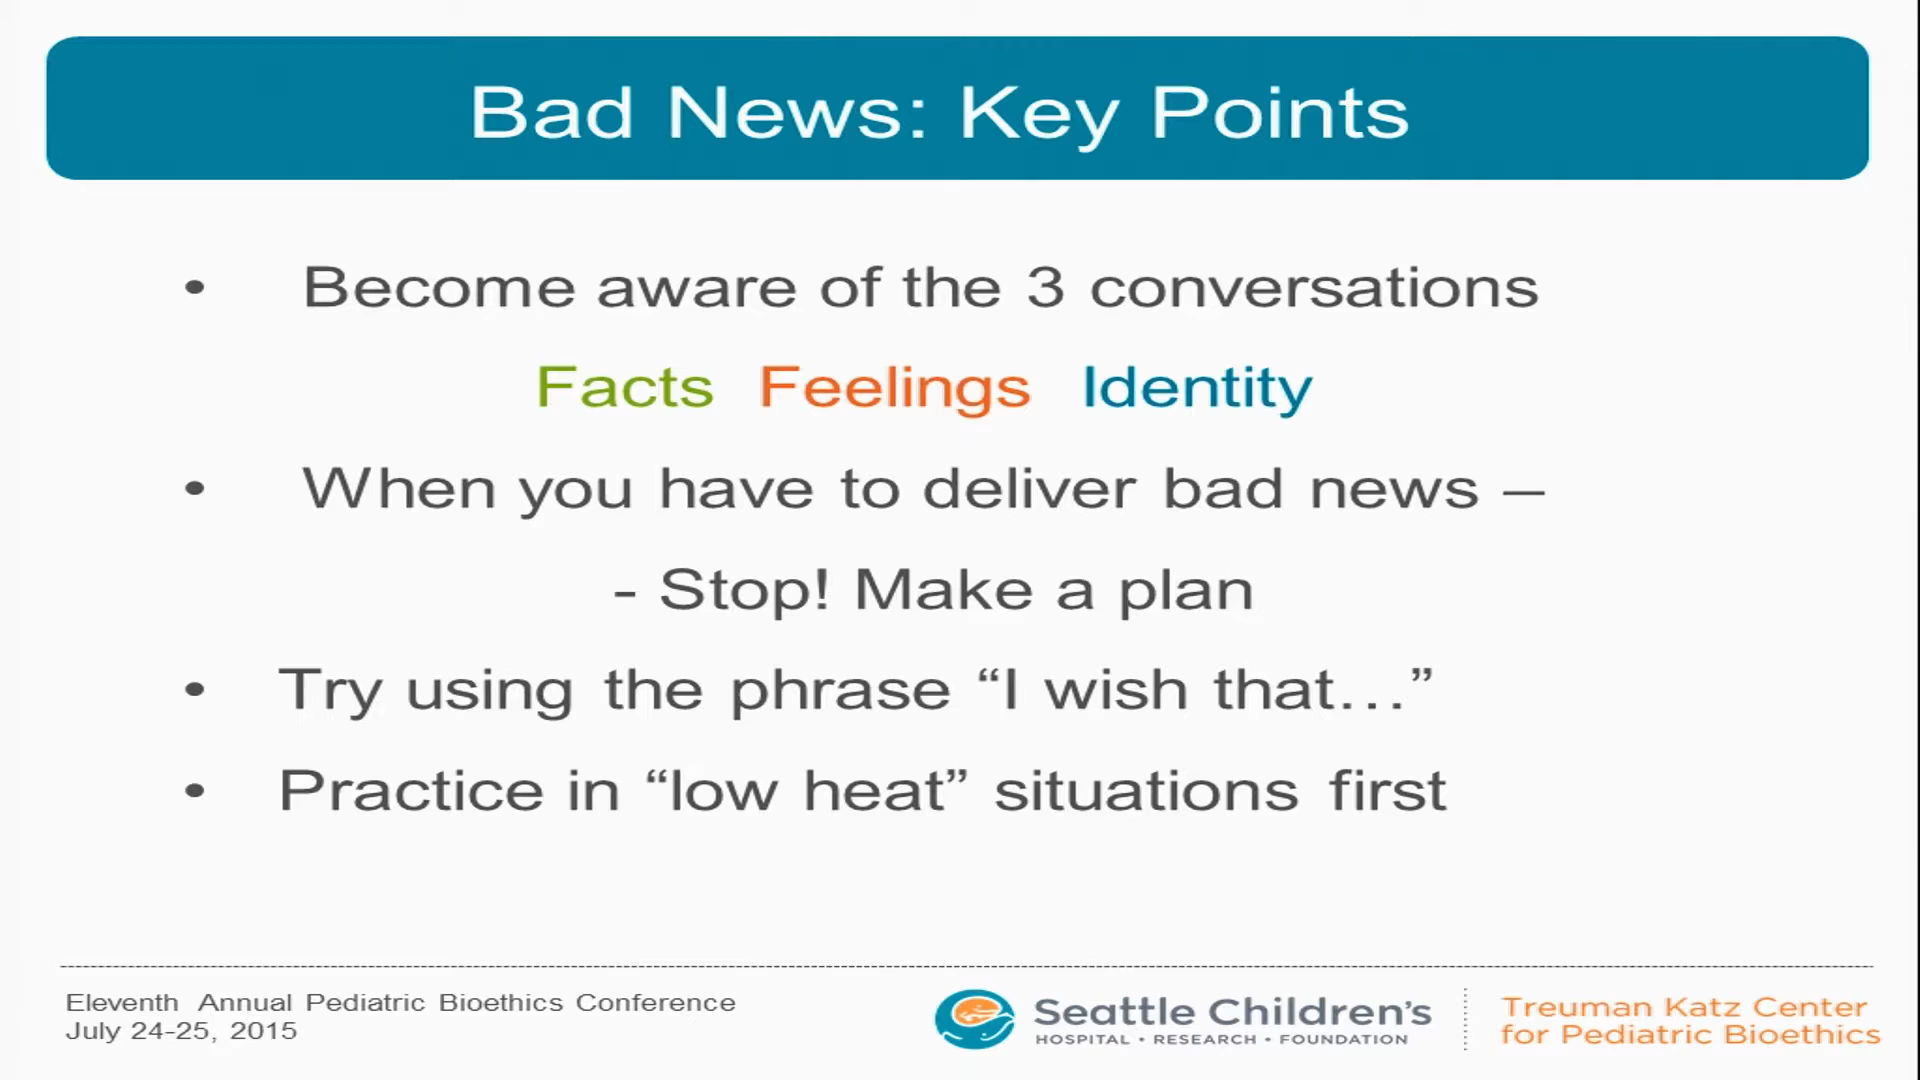 Bad News: Key Points
• Become aware of the 3 conversations
Facts Feelings Identity
• When you have to deliver bad news –
- Stop! Make a plan
• Try using the phrase “I wish that…”
• Practice in “low heat” situations first
Eleventh Annual Pediatric Bioethics Conference
July 24-25, 2015
Seattle Children's
HOSPITAL • RESEARCH • FOUNDATION
Treuman Katz Center
for Pediatric Bioethics